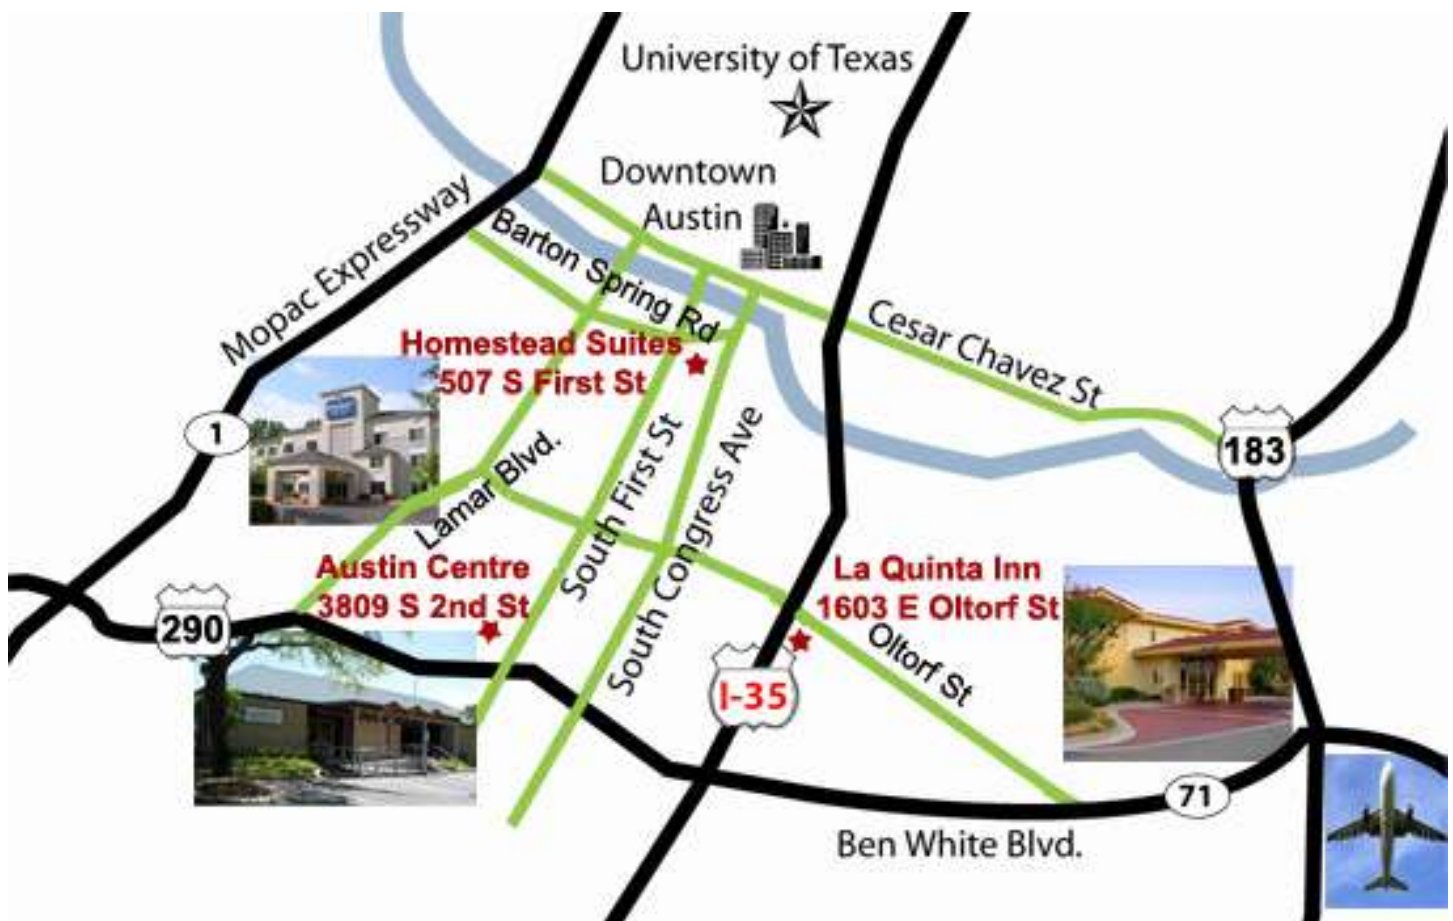 University of Texas
Downtown
Austin
Mopac Expressway
Barton Spring Rd
Cesar Chavez St
Homestead Suites
507 S First St
1
183
Lamar Blvd.
South First St
South Congress Ave
Austin Centre
3809 S 2nd St
La Quinta Inn
1603 E Oltorf St
290
Oltorf St
I-35
71
Ben White Blvd.